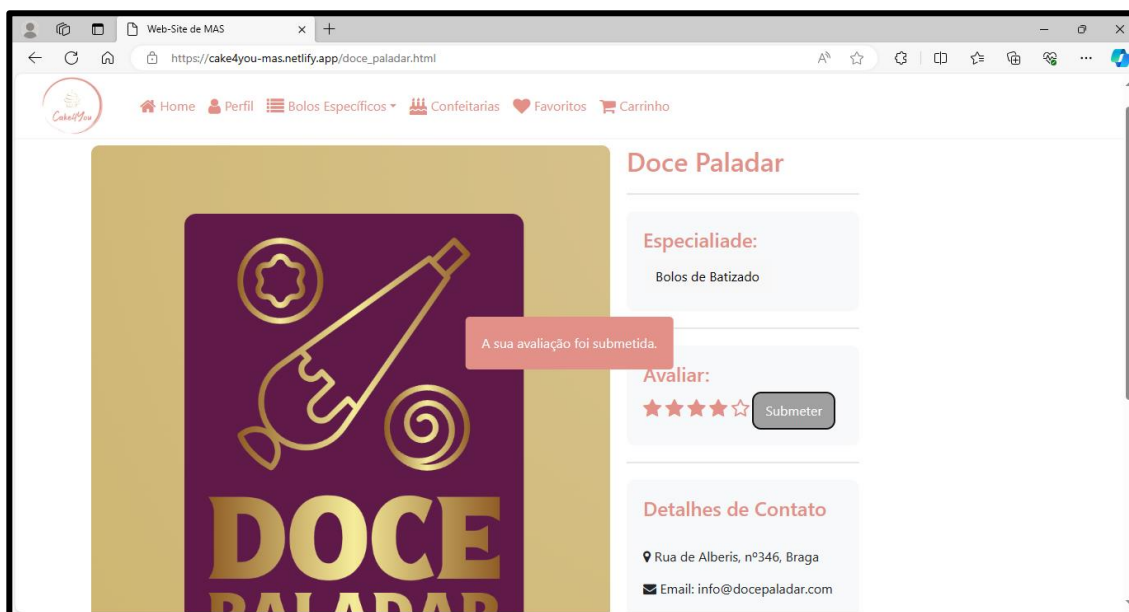 Web-Site de MAS
https://cake4you-mas.netlify.app/doce_paladar.html
Cake4You
Home Perfil Bolos Específicos Confeitarias Favoritos Carrinho
Doce Paladar
Especialiade:
Bolos de Batizado
A sua avaliação foi submetida.
Avaliar:
Submeter
Detalhes de Contato
Rua de Alberis, nº346, Braga
Email: info@docepaladar.com
DOCE
PALADAR